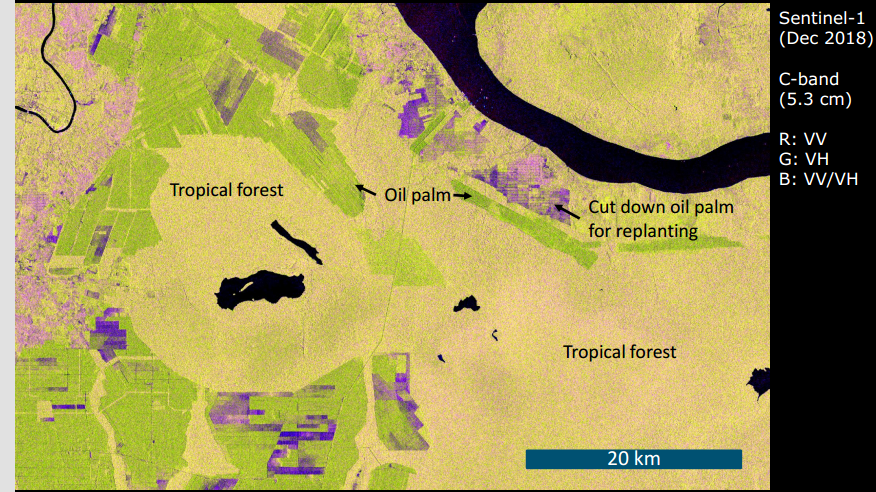 Sentinel-1
(Dec 2018)
C-band
(5.3 cm)
R: VV
G: VH
B: VV/VH
Tropical forest
Oil palm
Cut down oil palm
for replanting
Tropical forest
20 km